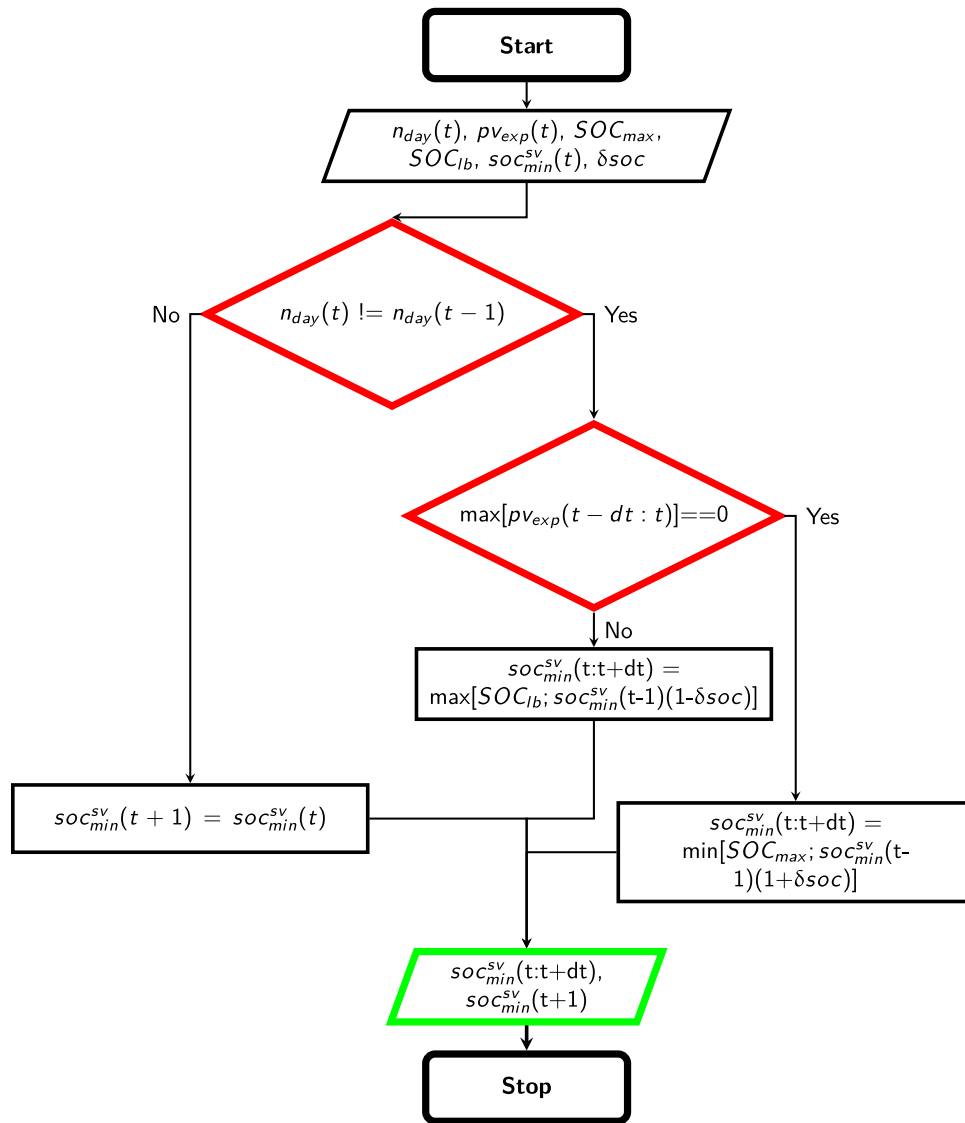 Start
n_day(t), pv_exp(t), SOC_max,
SOC_lb, soc^sv_min(t), δsoc
No
n_day(t) != n_day(t − 1)
Yes
max[pv_exp(t − dt : t)]==0
Yes
No
soc^sv_min(t:t+dt) =
max[SOC_lb; soc^sv_min(t-1)(1-δsoc)]
soc^sv_min(t + 1) = soc^sv_min(t)
soc^sv_min(t:t+dt) =
min[SOC_max; soc^sv_min(t-
1)(1+δsoc)]
soc^sv_min(t:t+dt),
soc^sv_min(t+1)
Stop